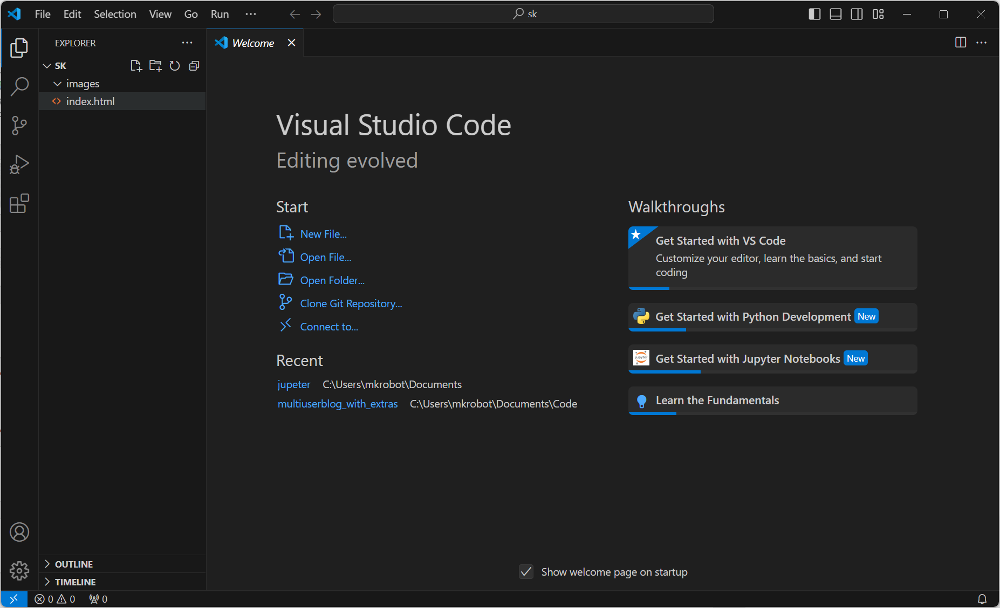 File Edit Selection View Go Run
sk
EXPLORER
Welcome
SK
images
index.html
Visual Studio Code
Editing evolved
Start
New File...
Open File...
Open Folder...
Clone Git Repository...
Connect to...
Recent
jupeter C:\Users\mkrobot\Documents
multiuserblog_with_extras C:\Users\mkrobot\Documents\Code
Walkthroughs
Get Started with VS Code
Customize your editor, learn the basics, and start
coding
Get Started with Python Development New
jupyter
Get Started with Jupyter Notebooks New
Learn the Fundamentals
OUTLINE
TIMELINE
Show welcome page on startup
0 0 0